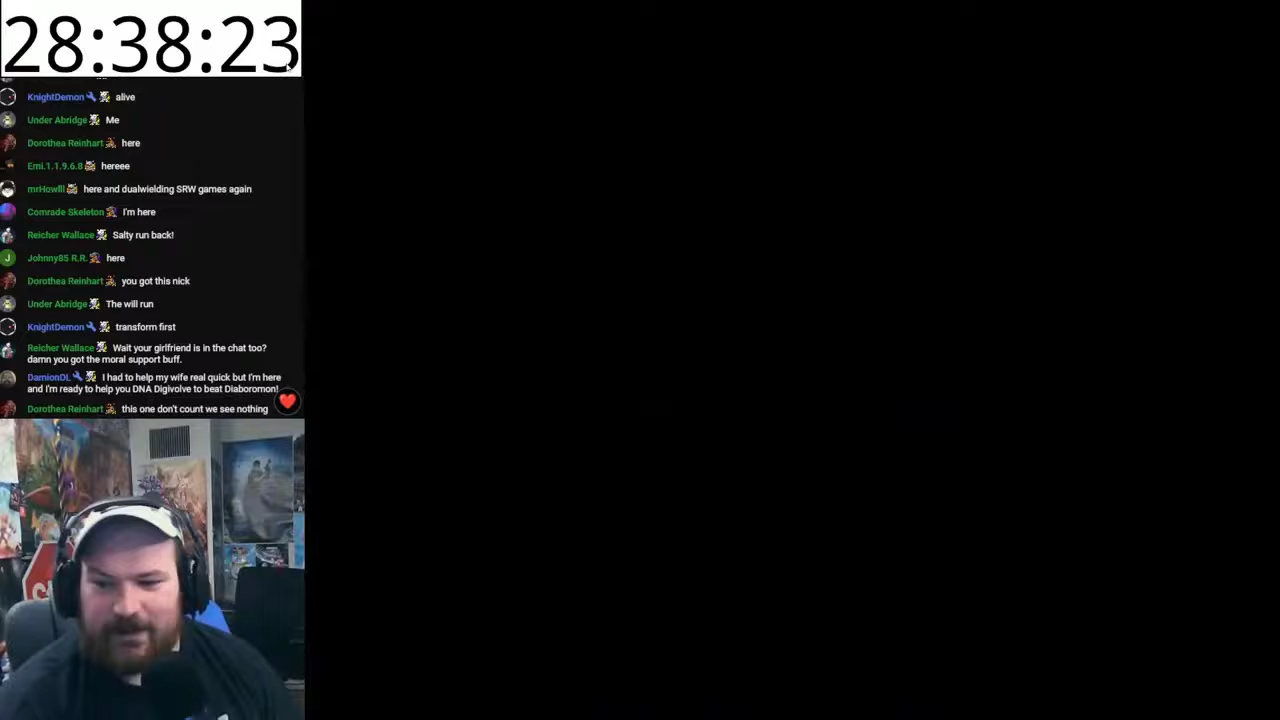 28:38:23
KnightDemon alive
Under Abridge Me
Dorothea Reinhart here
Emi.1.1.9.6.8 hereee
mrHowlll here and dualwielding SRW games again
Comrade Skeleton I'm here
Reicher Wallace Salty run back!
J Johnny85 R.R. here
Dorothea Reinhart you got this nick
Under Abridge The will run
KnightDemon transform first
Reicher Wallace Wait your girlfriend is in the chat too?
damn you got the moral support buff.
DamionDL I had to help my wife real quick but I'm here
and I'm ready to help you DNA Digivolve to beat Diaboromon!
Dorothea Reinhart this one don't count we see nothing